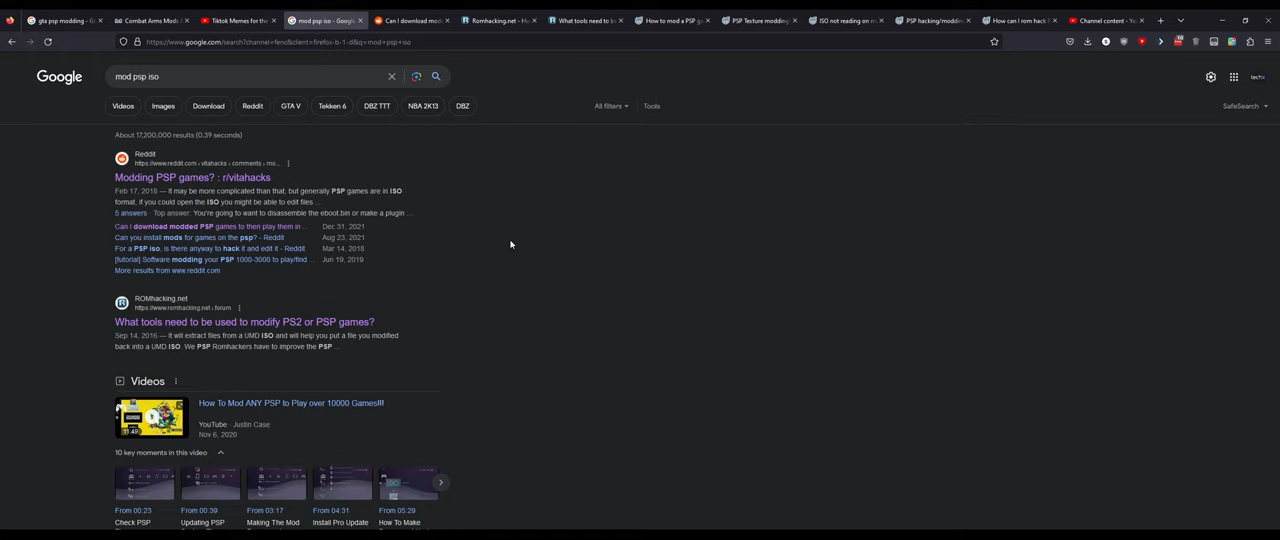 gta psp modding - Ga
Combat Arms Mods
Tiktok Memes for the
mod psp iso - Google
Can I download mod
Romhacking.net - H
What tools need to b
How to mod a PSP g
PSP Texture modding
ISO not reading on m
PSP hacking/modding
How can i rom hack
Channel content - Yo
https://www.google.com/search?channel=fenc&client=firefox-b-1-d&q=mod+psp+iso
10
Google
mod psp iso
techx
Videos
Images
Download
Reddit
GTA V
Tekken 6
DBZ TTT
NBA 2K13
DBZ
All filters
Tools
SafeSearch
About 17,200,000 results (0.39 seconds)
Reddit
https://www.reddit.com › vitahacks › comments › mo...
Modding PSP games? : r/vitahacks
Feb 17, 2018 — It may be more complicated than that, but generally PSP games are in ISO
format, if you could open the ISO you might be able to edit files ...
5 answers · Top answer: You're going to want to disassemble the eboot.bin or make a plugin ...
Can I download modded PSP games to then play them in ... Dec 31, 2021
Can you install mods for games on the psp? - Reddit Aug 23, 2021
For a PSP iso, is there anyway to hack it and edit it - Reddit Mar 14, 2018
[tutorial] Software modding your PSP 1000-3000 to play/find ... Jun 19, 2019
More results from www.reddit.com
ROMhacking.net
https://www.romhacking.net › forum
What tools need to be used to modify PS2 or PSP games?
Sep 14, 2016 — It will extract files from a UMD ISO and will help you put a file you modified
back into a UMD ISO. We PSP Romhackers have to improve the PSP ...
Videos
How To Mod ANY PSP to Play over 10000 Games!!!
11:49
YouTube · Justin Case
Nov 6, 2020
10 key moments in this video
From 00:23
From 00:39
From 03:17
From 04:31
From 05:29
Check PSP
Updating PSP
Making The Mod
Install Pro Update
How To Make